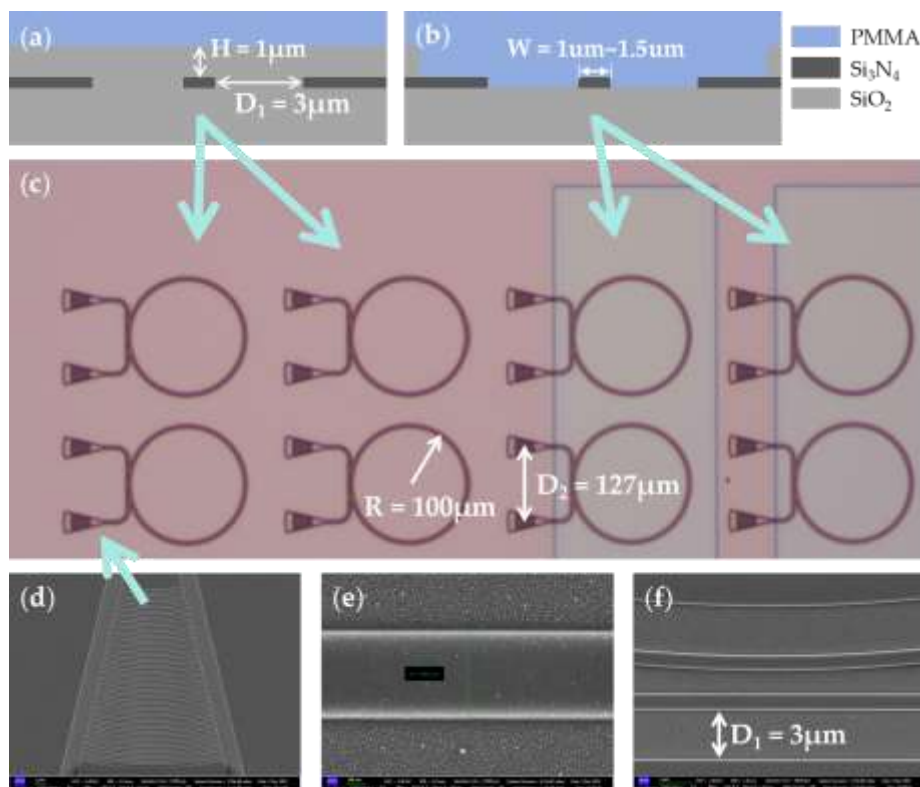 (a)
H = 1μm
D₁ = 3μm
(b)
W = 1um~1.5um
PMMA
Si₃N₄
SiO₂
(c)
R = 100μm
D₂ = 127μm
(d)
(e)
(f)
D₁ = 3μm